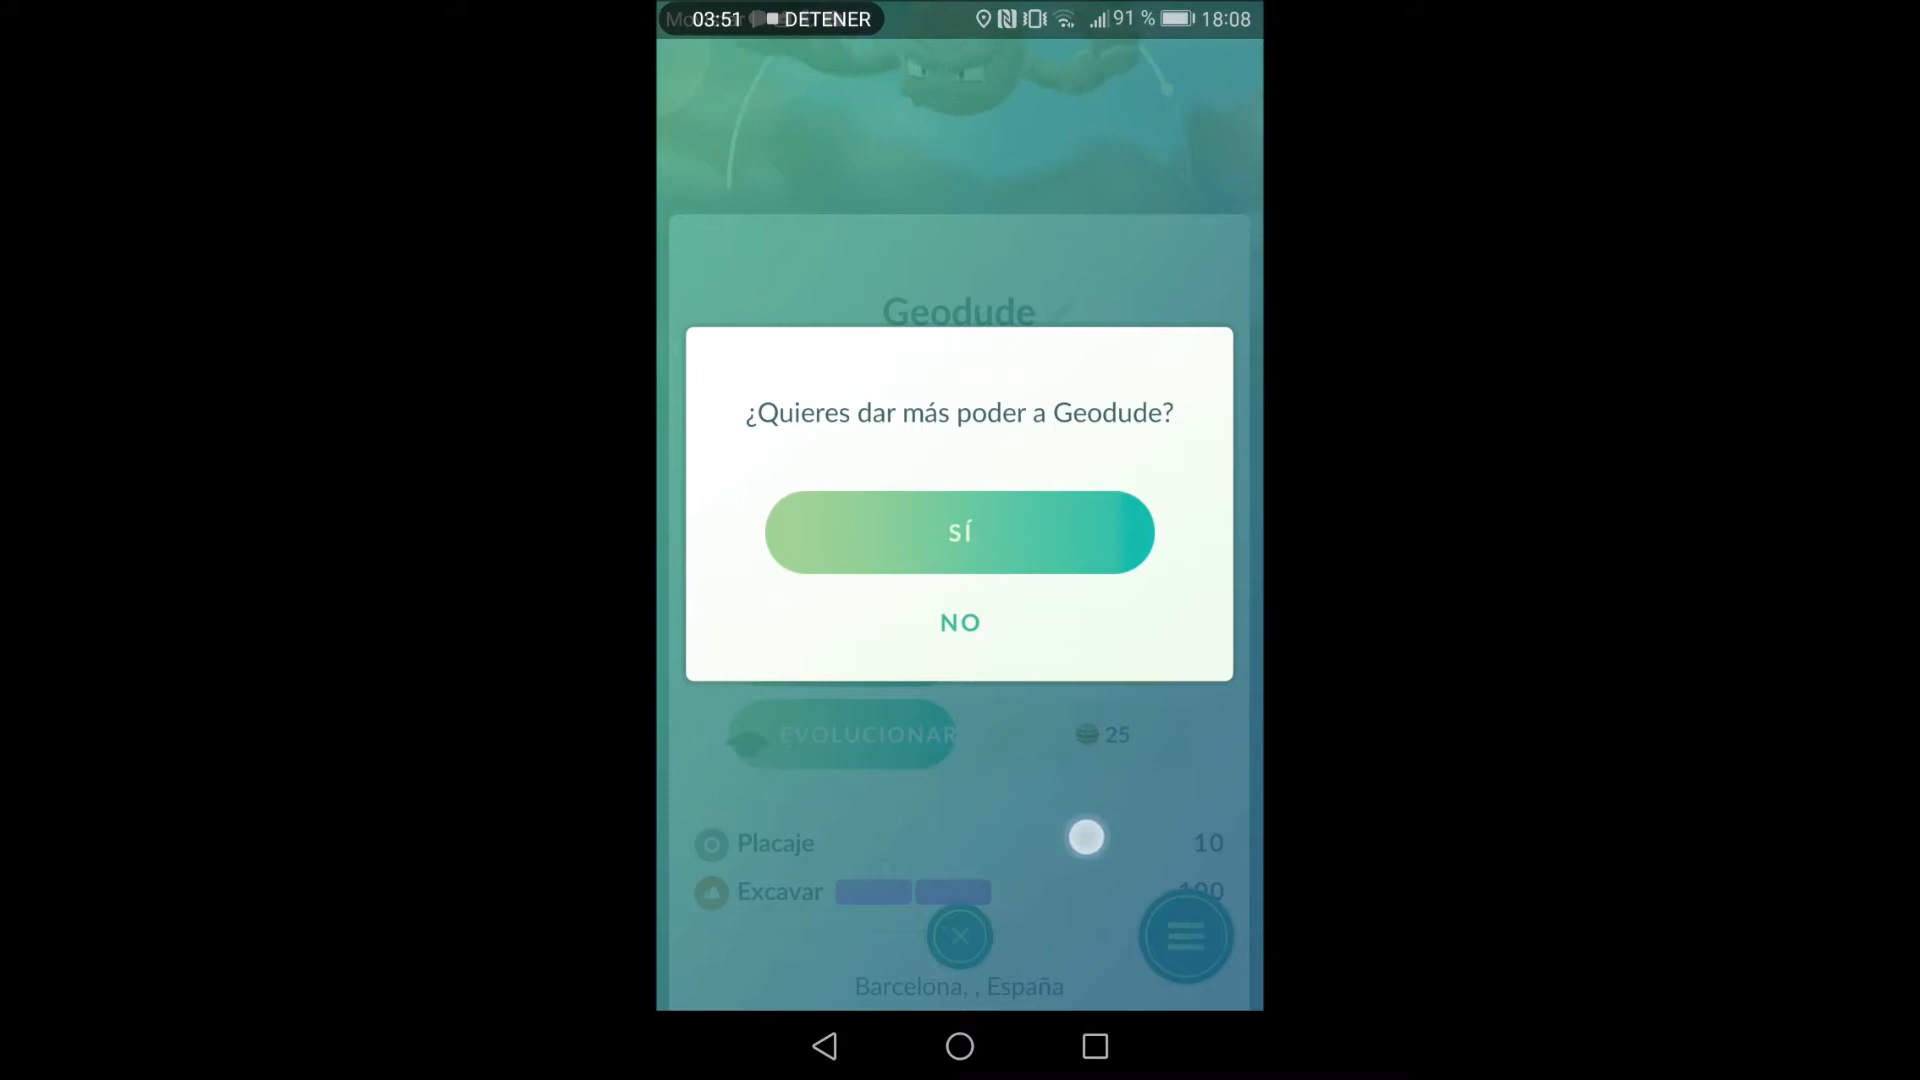 03:51 DETENER 91 % 18:08
Geodude
¿Quieres dar más poder a Geodude?
SÍ
NO
EVOLUCIONAR 25
Placaje 10
Excavar 100
Barcelona, , España